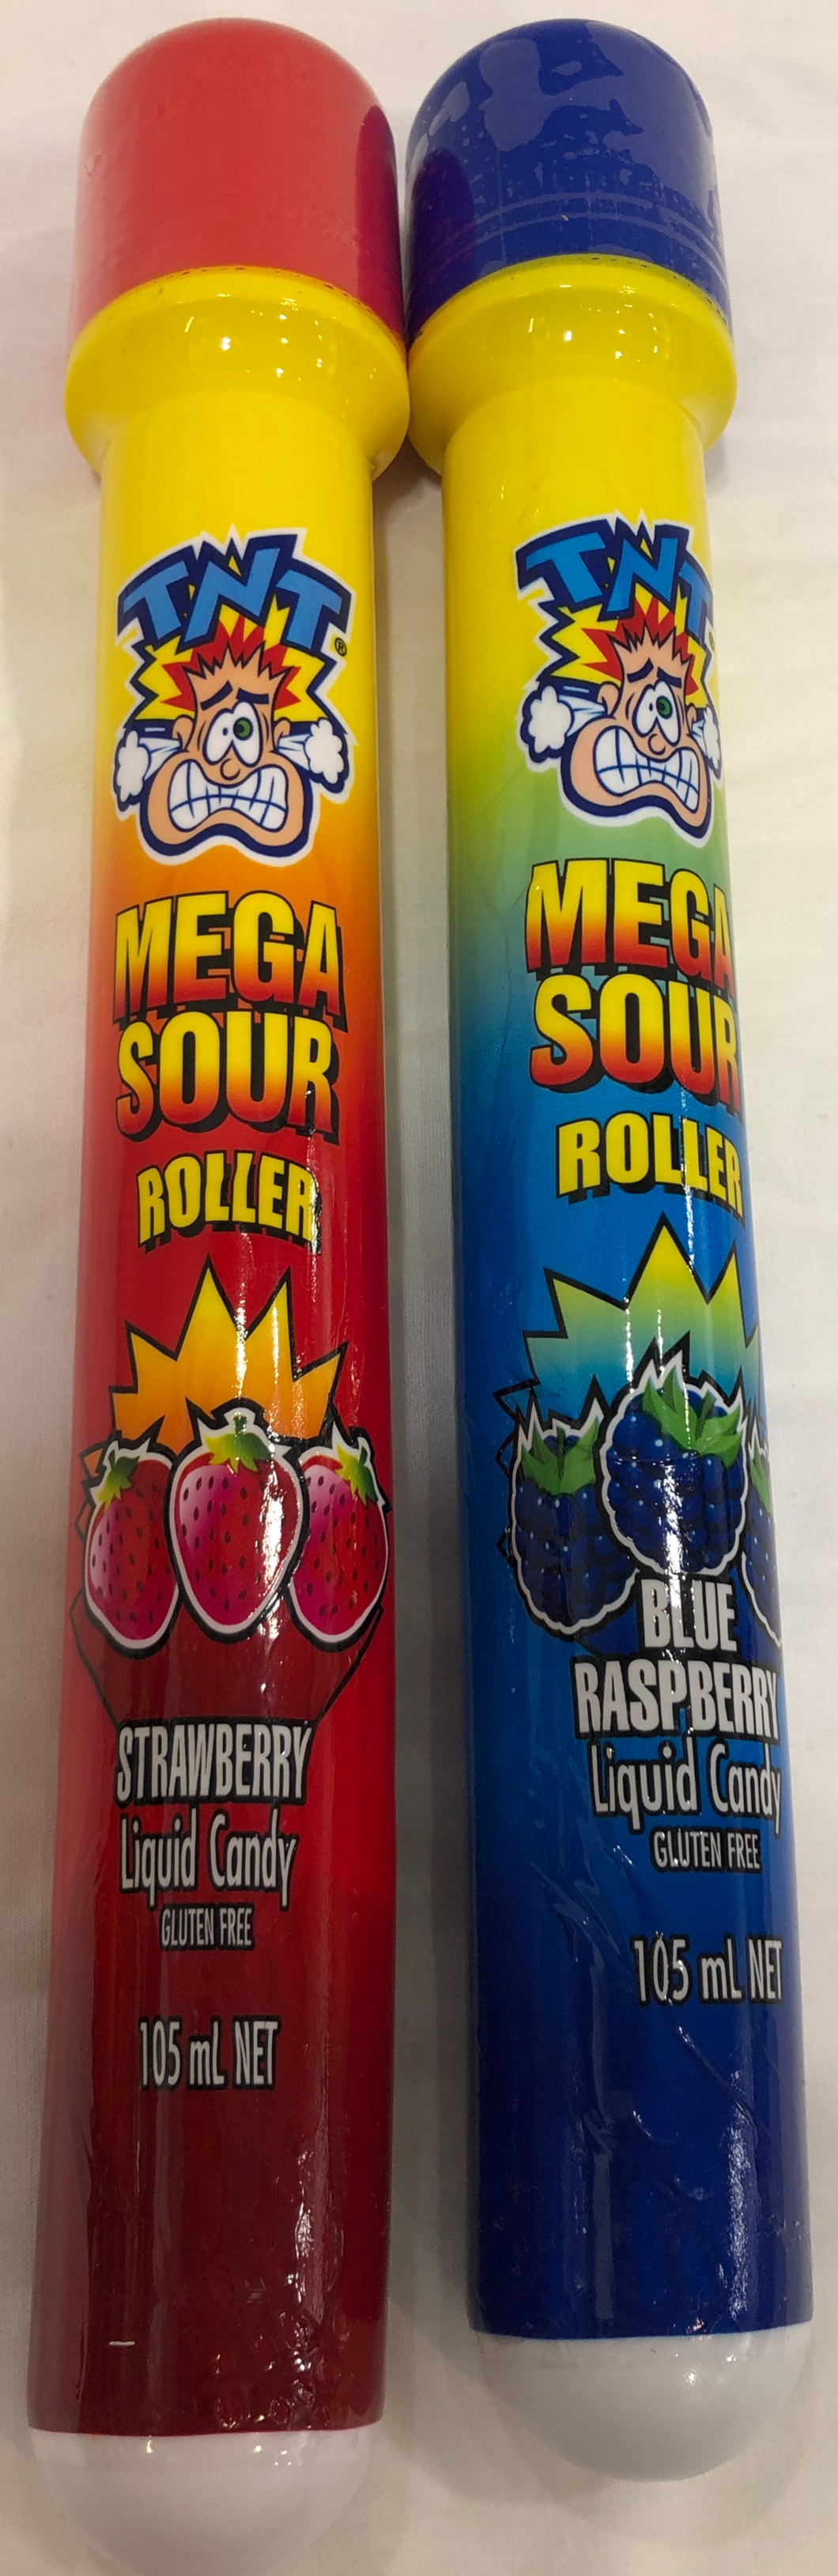 TNT®
MEGA
SOUR
ROLLER
STRAWBERRY
Liquid Candy
GLUTEN FREE
105 mL NET
TNT
MEGA
SOUR
ROLLER
BLUE
RASPBERRY
Liquid Candy
GLUTEN FREE
105 mL NET